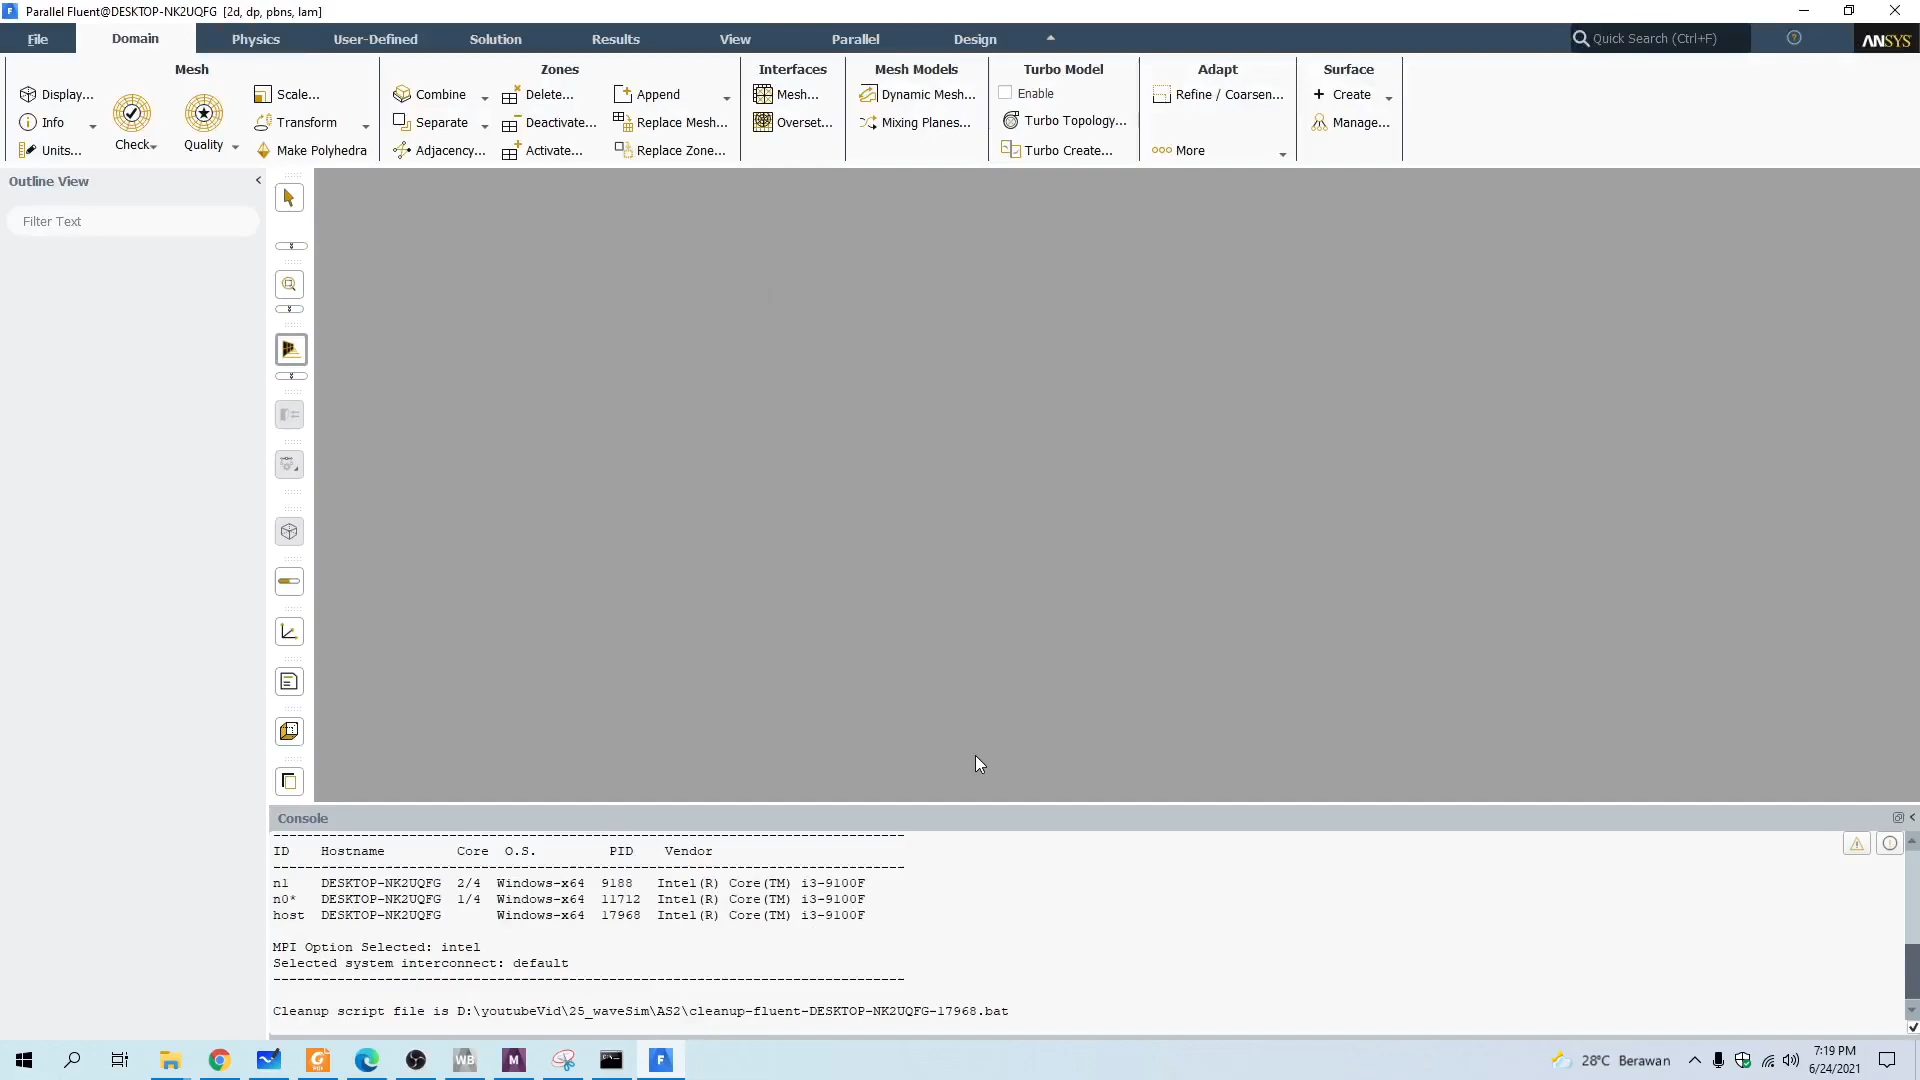 Parallel Fluent@DESKTOP-NK2UQFG [2d, dp, pbns, lam]
File Domain Physics User-Defined Solution Results View Parallel Design Quick Search (Ctrl+F) ANSYS
Mesh Zones Interfaces Mesh Models Turbo Model Adapt Surface
Display... Scale... Combine Delete... Append Mesh... Dynamic Mesh... Enable Refine / Coarsen... Create
Info Transform Separate Deactivate... Replace Mesh... Overset... Mixing Planes... Turbo Topology... Manage...
Check Quality
Units... Make Polyhedra Adjacency... Activate... Replace Zone... Turbo Create... More
Outline View
Filter Text
Console
ID Hostname Core O.S. PID Vendor
n1 DESKTOP-NK2UQFG 2/4 Windows-x64 9188 Intel(R) Core(TM) i3-9100F
n0* DESKTOP-NK2UQFG 1/4 Windows-x64 11712 Intel(R) Core(TM) i3-9100F
host DESKTOP-NK2UQFG Windows-x64 17968 Intel(R) Core(TM) i3-9100F
MPI Option Selected: intel
Selected system interconnect: default
Cleanup script file is D:\youtubeVid\25_waveSim\AS2\cleanup-fluent-DESKTOP-NK2UQFG-17968.bat
WB M F 28°C Berawan 7:19 PM
6/24/2021